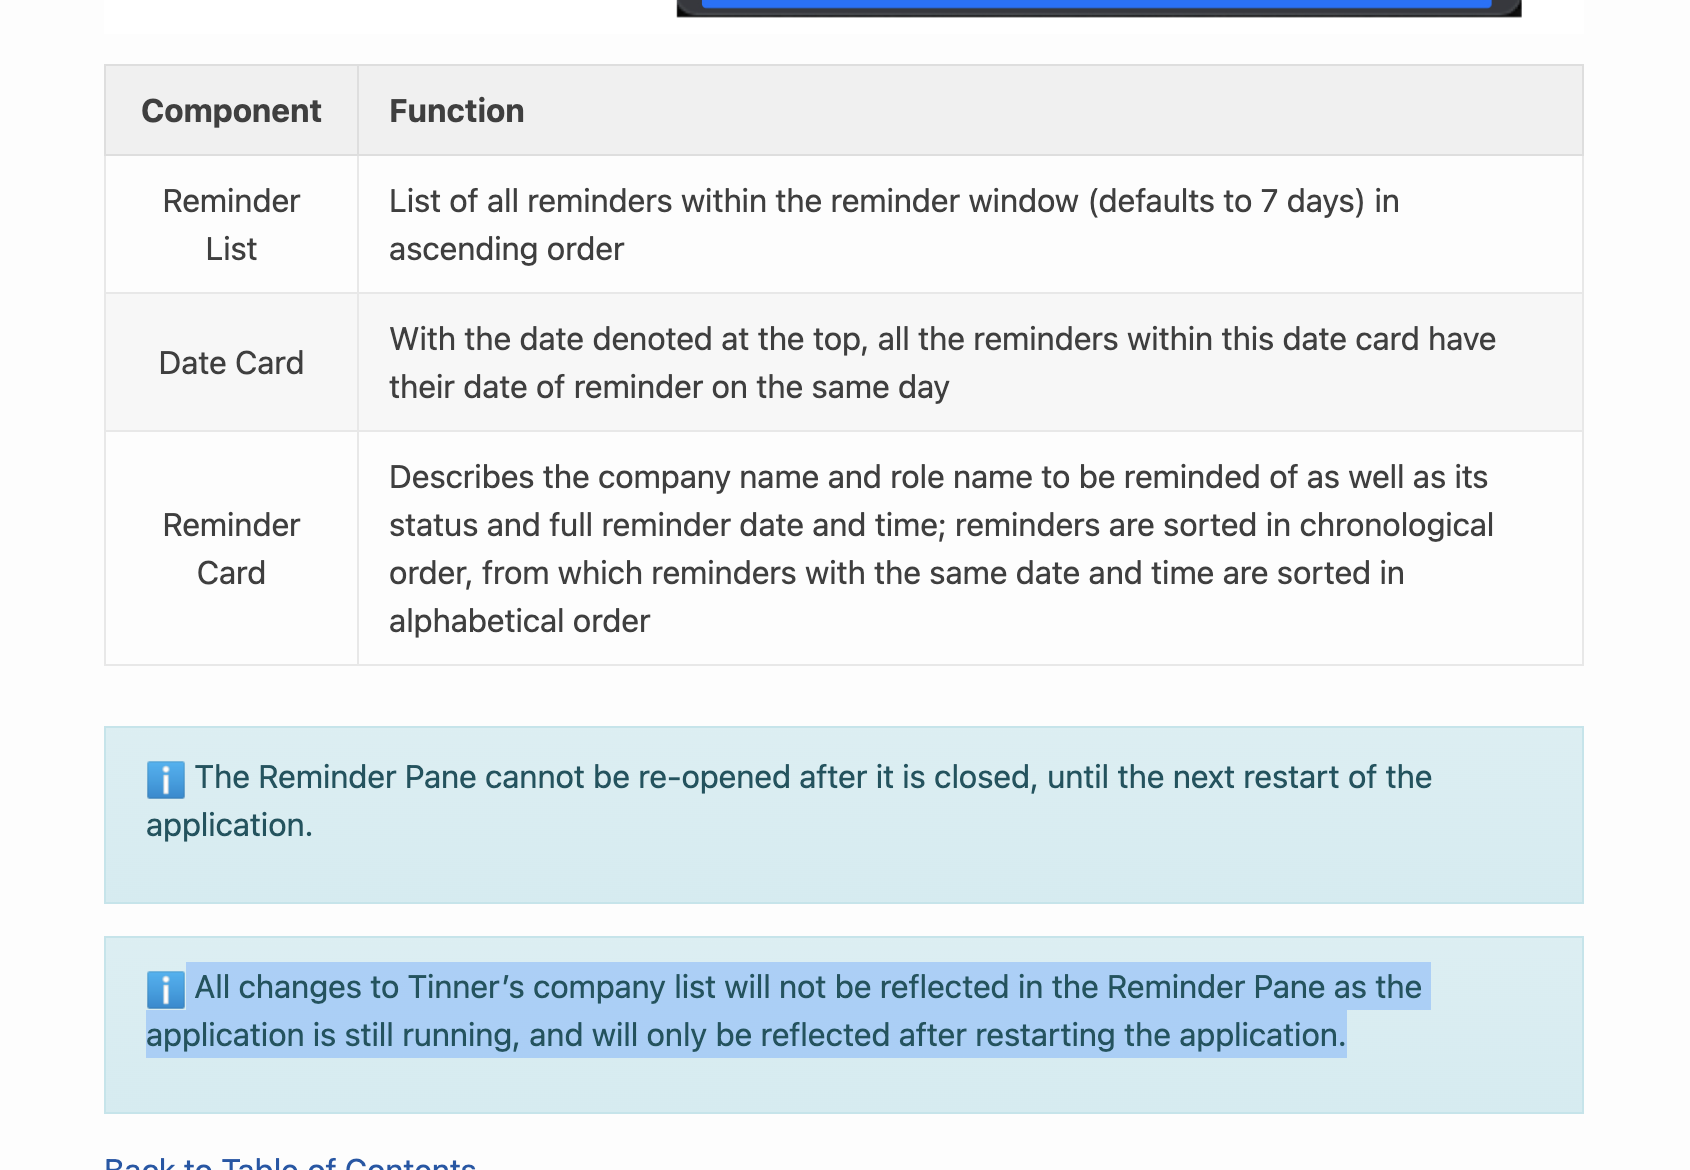 Component Function
Reminder List
List of all reminders within the reminder window (defaults to 7 days) in
ascending order
Date Card
With the date denoted at the top, all the reminders within this date card have
their date of reminder on the same day
Reminder Card
Describes the company name and role name to be reminded of as well as its
status and full reminder date and time; reminders are sorted in chronological
order, from which reminders with the same date and time are sorted in
alphabetical order
ℹ️ The Reminder Pane cannot be re-opened after it is closed, until the next restart of the
application.
ℹ️ All changes to Tinner’s company list will not be reflected in the Reminder Pane as the
application is still running, and will only be reflected after restarting the application.
Back to Table of Contents